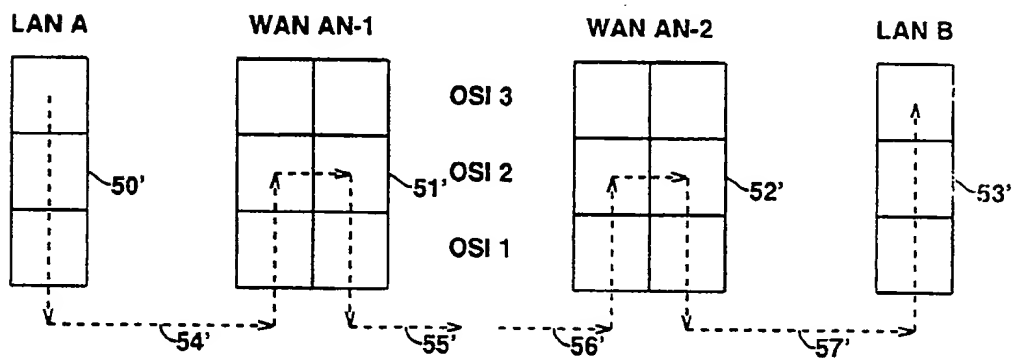 LAN A
WAN AN-1
WAN AN-2
LAN B
OSI 3
OSI 2
OSI 1
50'
51'
52'
53'
54'
55'
56'
57'